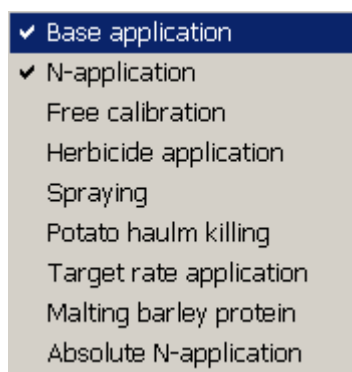 Base application
N-application
Free calibration
Herbicide application
Spraying
Potato haulm killing
Target rate application
Malting barley protein
Absolute N-application